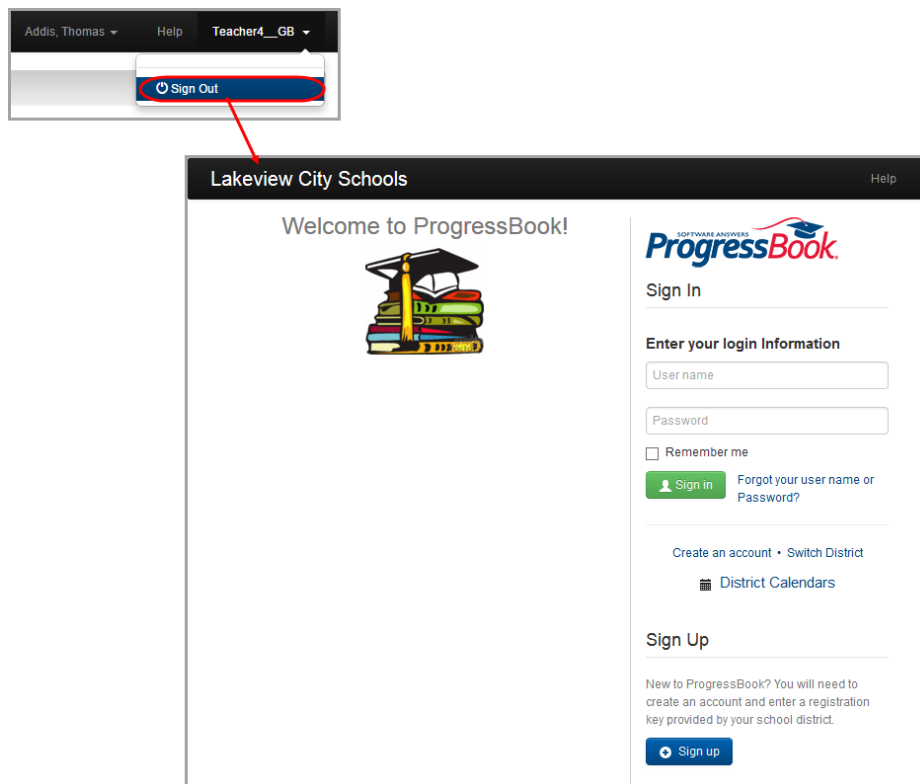 Addis, Thomas Help Teacher4__GB
Sign Out
Lakeview City Schools Help
Welcome to ProgressBook!
SOFTWARE ANSWERS
ProgressBook.
Sign In
Enter your login Information
User name
Password
Remember me
Sign in
Forgot your user name or
Password?
Create an account • Switch District
District Calendars
Sign Up
New to ProgressBook? You will need to
create an account and enter a registration
key provided by your school district.
Sign up